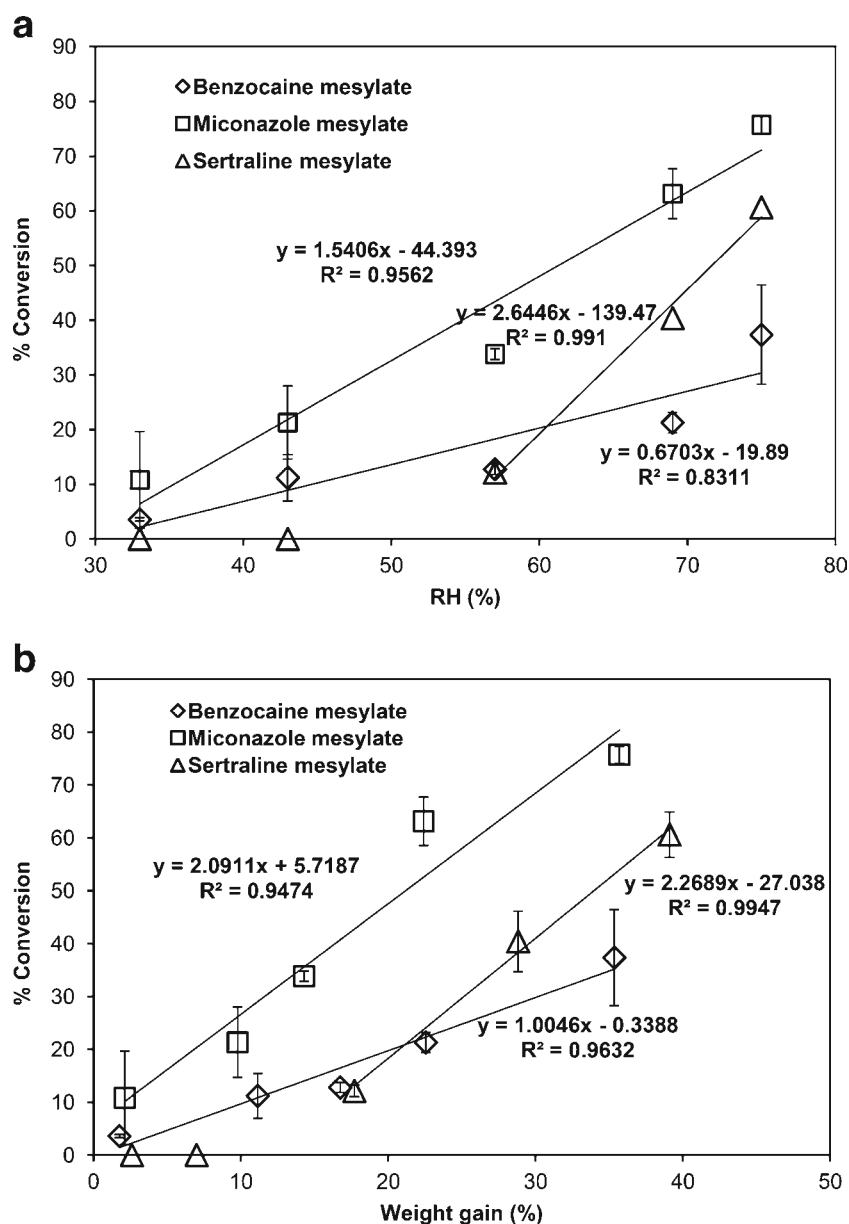 a
90
80
70
60
50
40
30
20
10
0
% Conversion
Benzocaine mesylate
Miconazole mesylate
Sertraline mesylate
y = 1.5406x - 44.393
R² = 0.9562
y = 2.6446x - 139.47
R² = 0.991
y = 0.6703x - 19.89
R² = 0.8311
30 40 50 60 70 80
RH (%)
b
90
80
70
60
50
40
30
20
10
0
% Conversion
Benzocaine mesylate
Miconazole mesylate
Sertraline mesylate
y = 2.0911x + 5.7187
R² = 0.9474
y = 2.2689x - 27.038
R² = 0.9947
y = 1.0046x - 0.3388
R² = 0.9632
0 10 20 30 40 50
Weight gain (%)